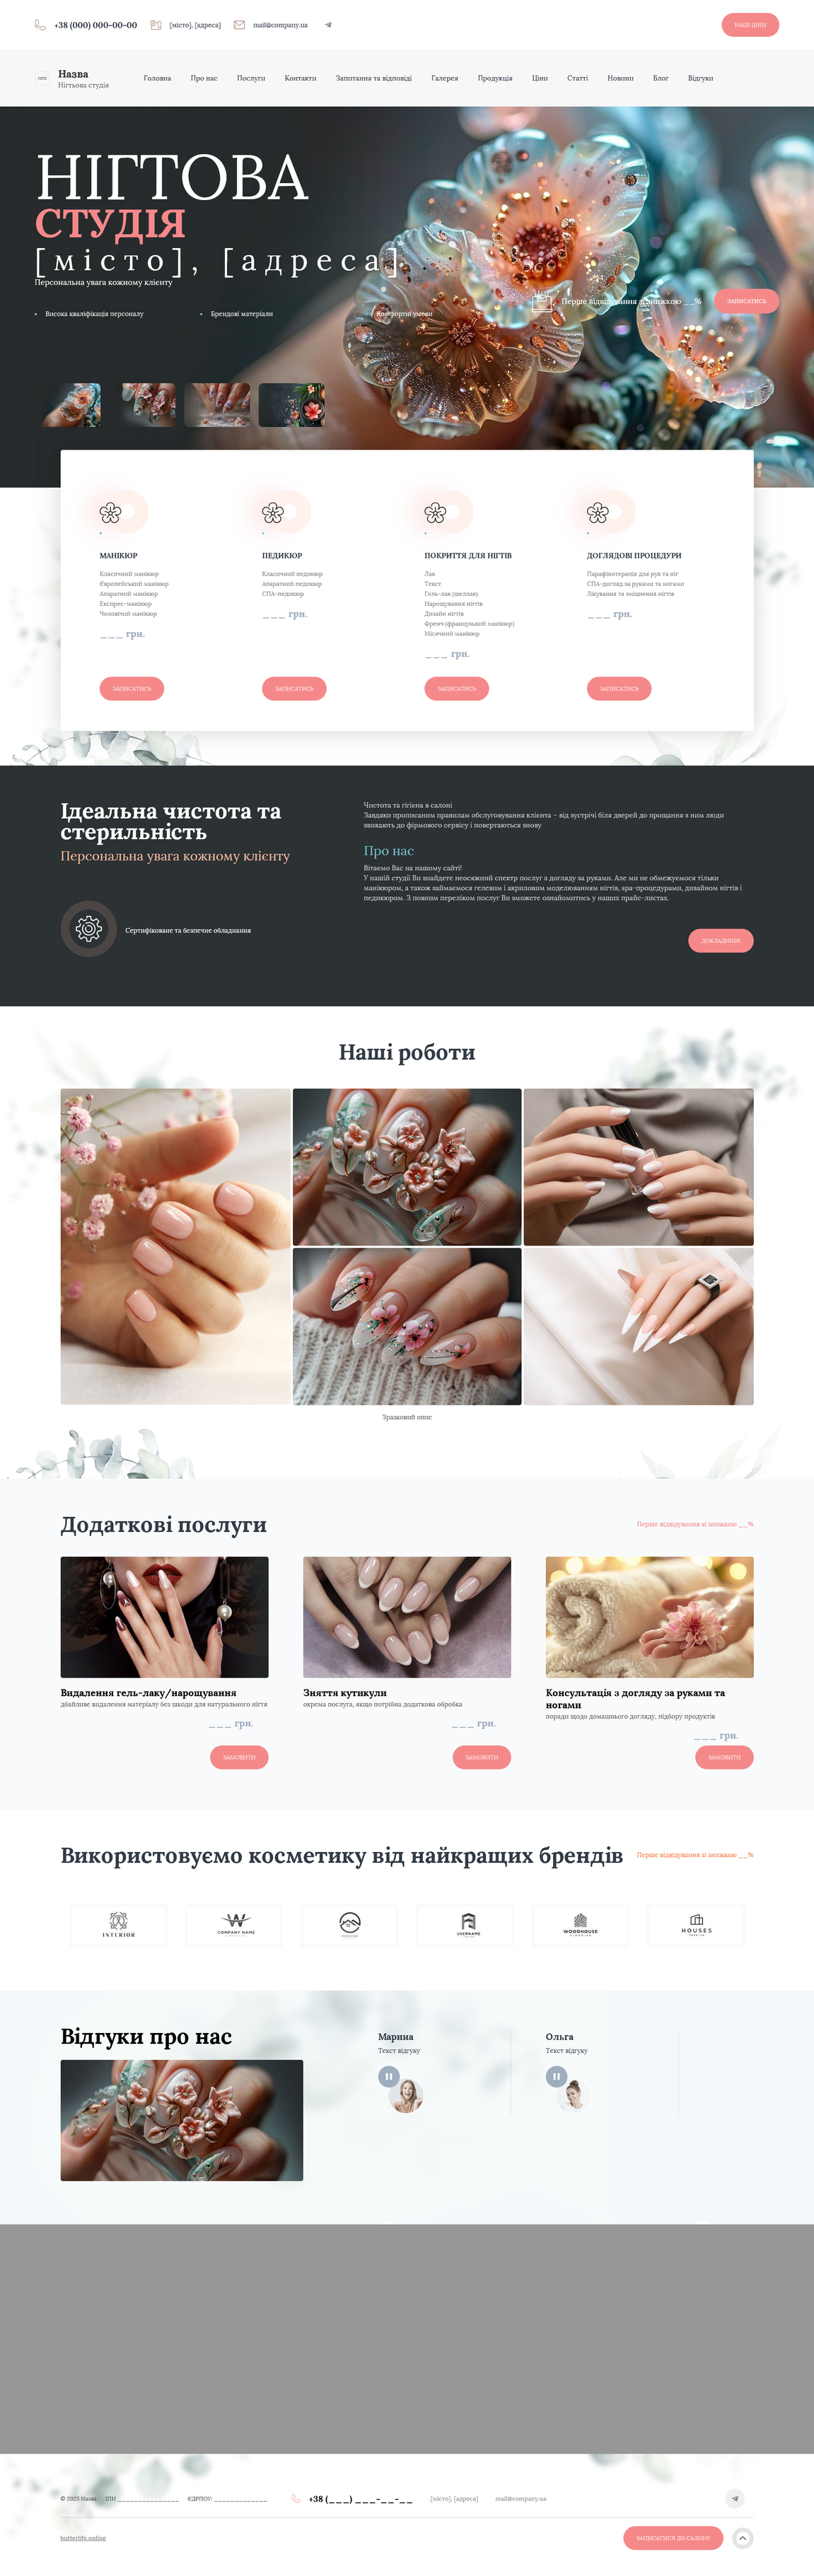 +38 (000) 000-00-00
[місто], [адреса]
mail@company.ua
НАШІ ЦІНИ
лого
Назва
Нігтьова студія
Головна
Про нас
Послуги
Контакти
Запитання та відповіді
Галерея
Продукція
Ціни
Статті
Новини
Блог
Відгуки
НІГТОВА
СТУДІЯ
[місто], [адреса].
Персональна увага кожному клієнту
Висока кваліфікація персоналу
Брендові матеріали
Комфортні умови
Перше відвідування зі знижкою __%
ЗАПИСАТИСЬ
МАНІКЮР
Класичний манікюр
Європейський манікюр
Апаратний манікюр
Експрес-манікюр
Чоловічий манікюр
___ грн.
ЗАПИСАТИСЬ
ПЕДИКЮР
Класичний педикюр
Апаратний педикюр
СПА-педикюр
___ грн.
ЗАПИСАТИСЬ
ПОКРИТТЯ ДЛЯ НІГТІВ
Лак
Текст
Гель-лак (шеллак)
Нарощування нігтів
Дизайн нігтів
Френч (французький манікюр)
Місячний манікюр
___ грн.
ЗАПИСАТИСЬ
ДОГЛЯДОВІ ПРОЦЕДУРИ
Парафінотерапія для рук та ніг
СПА-догляд за руками та ногами
Лікування та зміцнення нігтів
___ грн.
ЗАПИСАТИСЬ
Ідеальна чистота та
стерильність
Персональна увага кожному клієнту
Сертифіковане та безпечне обладнання
Чистота та гігієна в салоні
Завдяки прописаним правилам обслуговування клієнта – від зустрічі біля дверей до прощання з ним люди
звикають до фірмового сервісу і повертаються знову
Про нас
Вітаємо Вас на нашому сайті!
У нашій студії Ви знайдете неосяжний спектр послуг з догляду за руками. Але ми не обмежуємося тільки
манікюром, а також займаємося гелевим і акриловим моделюванням нігтів, spa-процедурами, дизайном нігтів і
педикюром. З повним переліком послуг Ви зможете ознайомитись у наших прайс-листах.
ДОКЛАДНІШЕ
Наші роботи
Зразковий опис
Додаткові послуги
Перше відвідування зі знижкою __%
Видалення гель-лаку/нарощування
дбайливе видалення матеріалу без шкоди для натурального нігтя
___ грн.
ЗАМОВИТИ
Зняття кутикули
окрема послуга, якщо потрібна додаткова обробка
___ грн.
ЗАМОВИТИ
Консультація з догляду за руками та
ногами
поради щодо домашнього догляду, підбору продуктів
___ грн.
ЗАМОВИТИ
Використовуємо косметику від найкращих брендів
Перше відвідування зі знижкою __%
INTERIOR
COMPANY NAME
USERNAME
WOODHOUSE
HOUSES
Відгуки про нас
Марина
Текст відгуку
Ольга
Текст відгуку
© 2025 Назва
ІПН _______________
ЄДРПОУ: _____________
+38 (___) ___-__-__
[місто], [адреса]
mail@company.ua
butterlife.online
ЗАПИСАТИСЯ ДО САЛОНУ